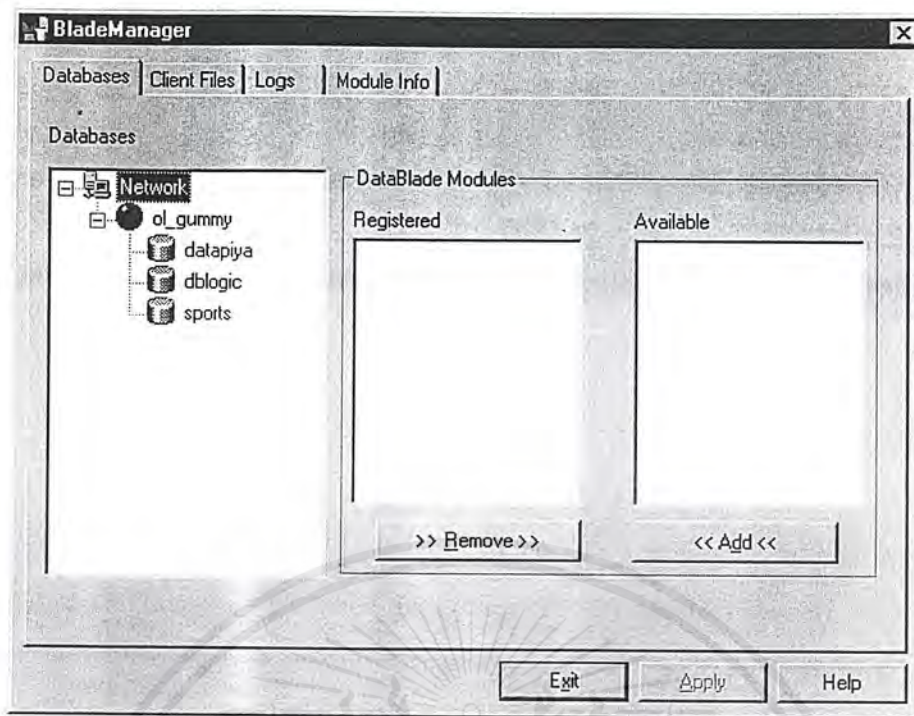 BladeManager
Databases Client Files Logs Module Info
Databases
Network
ol_gummy
datapiya
dblogic
sports
DataBlade Modules
Registered Available
>> Remove >> << Add <<
Exit Apply Help